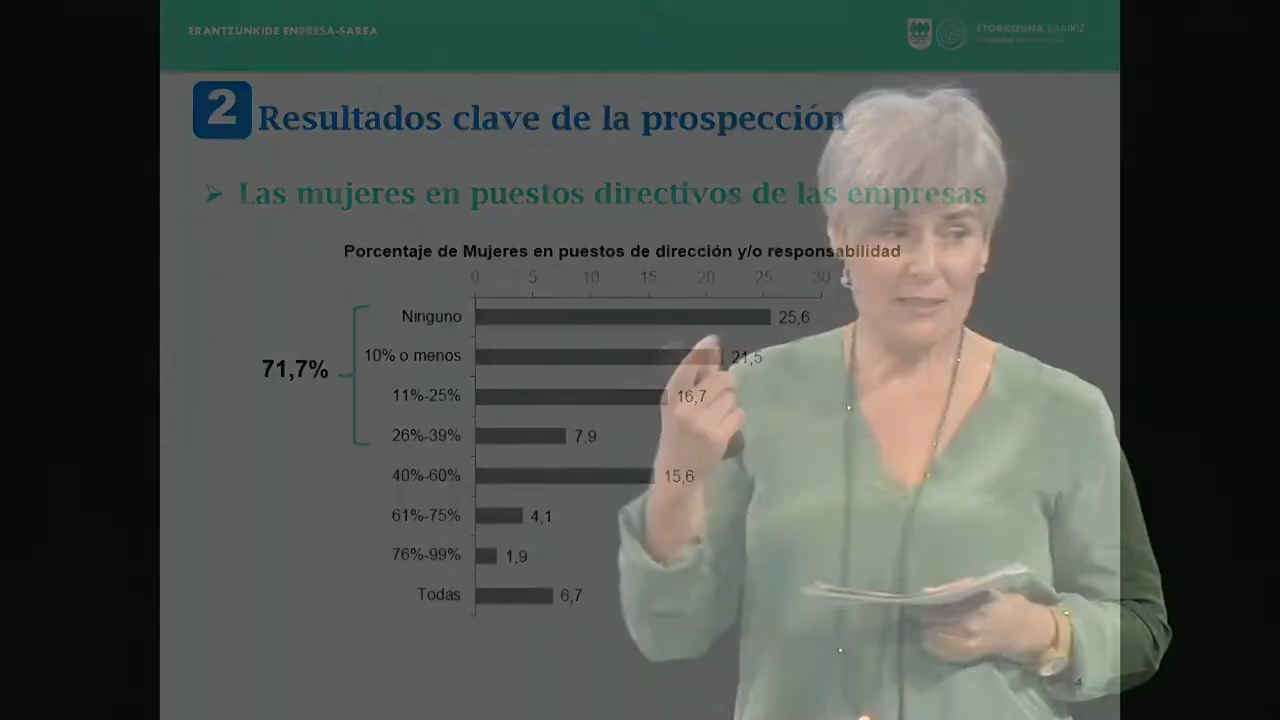 ERANTZUNKIDE ENPRESA-SAREA
ETORKIZUNA ERAIKIZ
2 Resultados clave de la prospección
➢ Las mujeres en puestos directivos de las empresas
Porcentaje de Mujeres en puestos de dirección y/o responsabilidad
0 5 10 15 20 25 30
Ninguno 25,6
10% o menos 21,5
71,7%
11%-25% 16,7
26%-39% 7,9
40%-60% 15,6
61%-75% 4,1
76%-99% 1,9
Todas 6,7
4